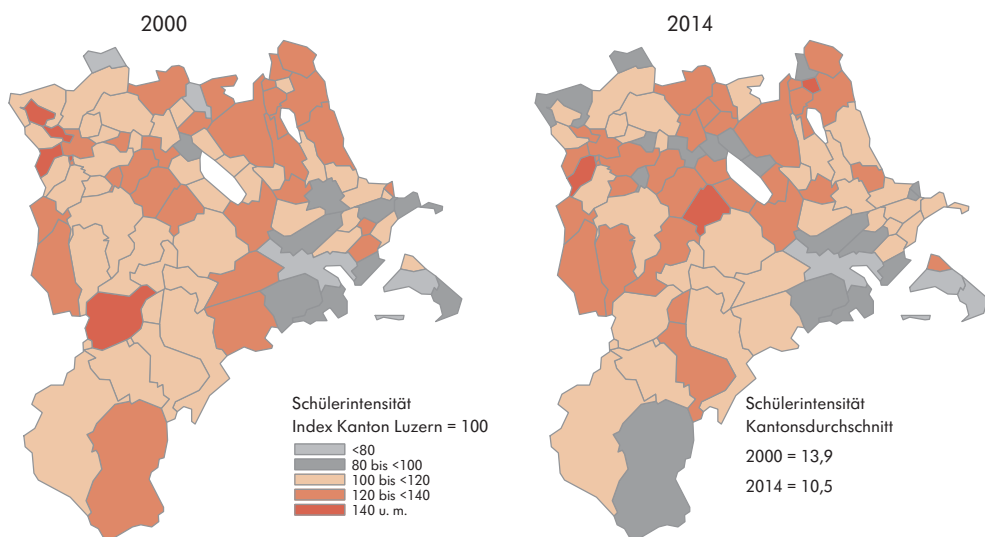 2000
2014
Schülerintensität
Index Kanton Luzern = 100
<80
80 bis <100
100 bis <120
120 bis <140
140 u. m.
Schülerintensität
Kantonsdurchschnitt
2000 = 13,9
2014 = 10,5